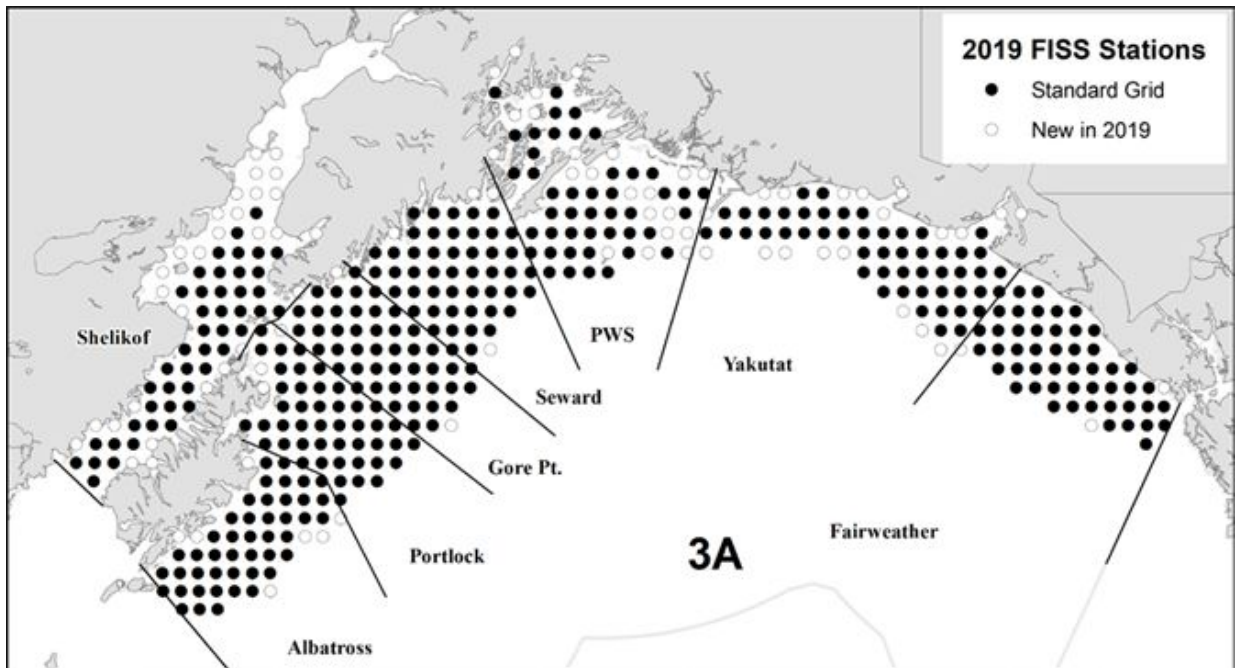 2019 FISS Stations
Standard Grid
New in 2019
Shelikof
PWS
Yakutat
Seward
Gore Pt.
Fairweather
3A
Portlock
Albatross